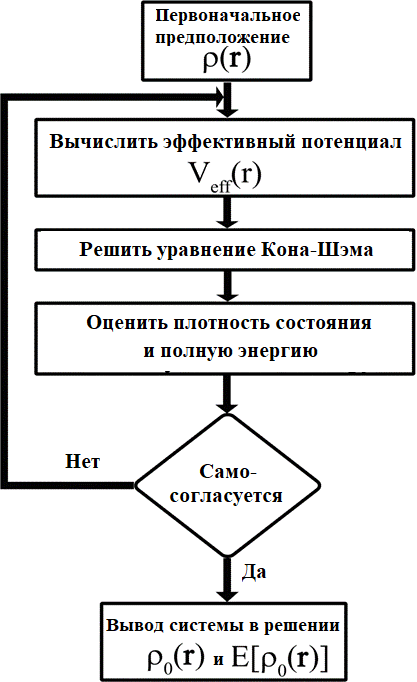 Первоначальное
предположение
ρ(r)
Вычислить эффективный потенциал
Veff(r)
Решить уравнение Кона-Шэма
Оценить плотность состояния
и полную энергию
Само-
согласуется
Нет
Да
Вывод системы в решении
ρ0(r) и E[ρ0(r)]